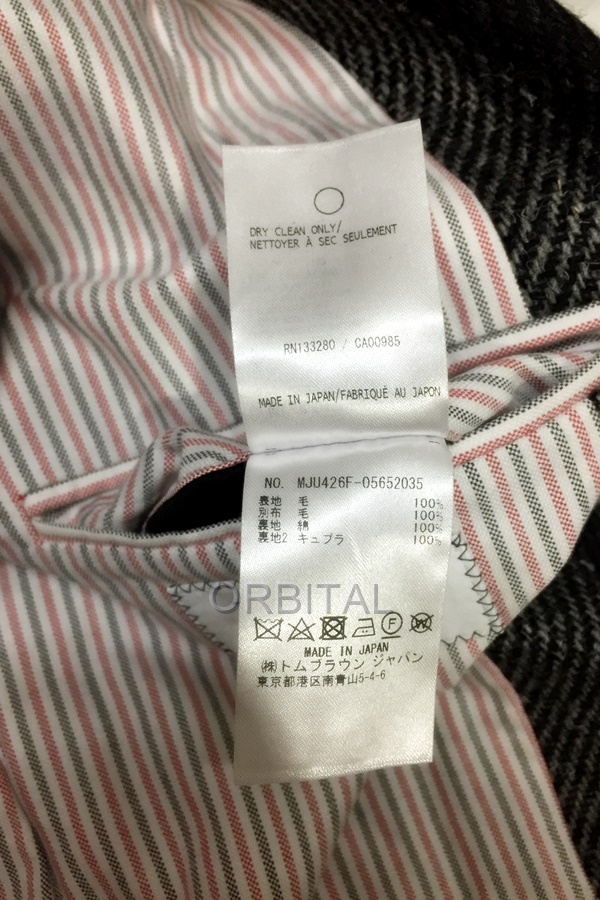 DRY CLEAN ONLY/
NETTOYER À SEC SEULEMENT
RN133280 / CA00985
MADE IN JAPAN/FABRIQUÉ AU JAPON
NO. MJU426F-05652035
表地 毛 100%
別布 毛 100%
裏地 綿 100%
裏地2 キュプラ 100%
ORBITAL
MADE IN JAPAN
(株)トムブラウン ジャパン
東京都港区南青山5-4-6